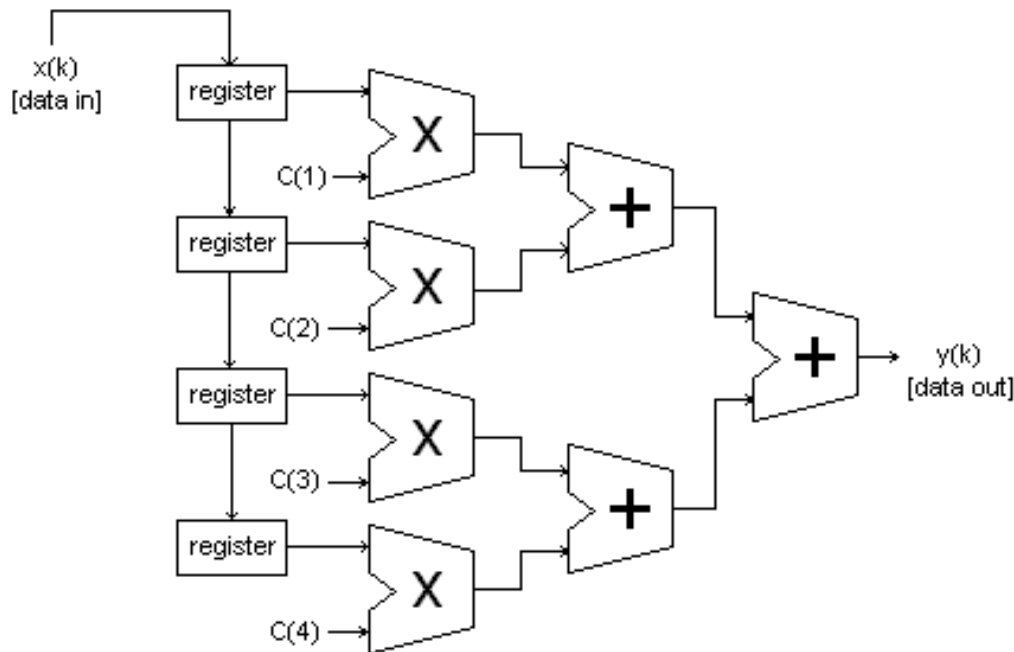 x(k)
[data in]
register
X
C(1)
+
register
X
C(2)
+
y(k)
[data out]
register
X
C(3)
+
register
X
C(4)